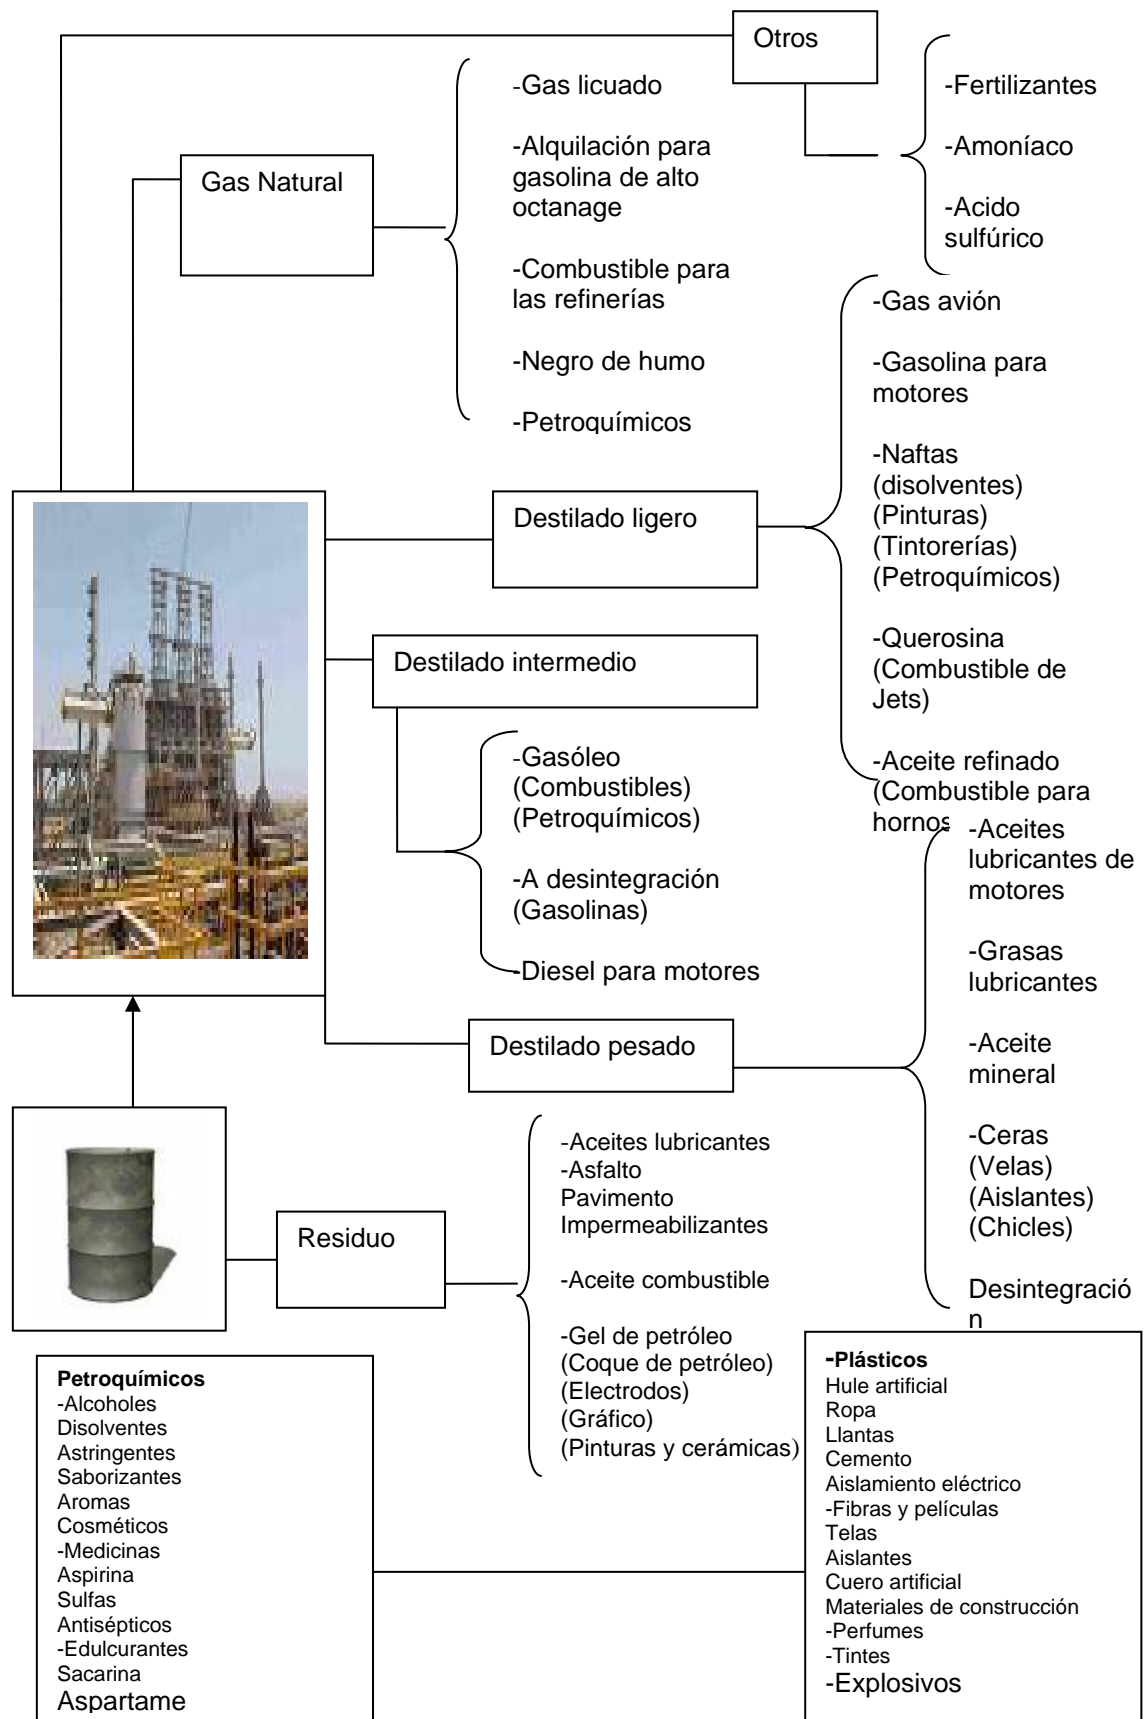 Otros
-Fertilizantes
-Amoníaco
-Acido
sulfúrico
Gas Natural
-Gas licuado
-Alquilación para
gasolina de alto
octanage
-Combustible para
las refinerías
-Negro de humo
-Petroquímicos
Destilado ligero
-Gas avión
-Gasolina para
motores
-Naftas
(disolventes)
(Pinturas)
(Tintorerías)
(Petroquímicos)
-Querosina
(Combustible de
Jets)
-Aceite refinado
(Combustible para
hornos
Destilado intermedio
-Gasóleo
(Combustibles)
(Petroquímicos)
-A desintegración
(Gasolinas)
-Diesel para motores
Destilado pesado
-Aceites
lubricantes de
motores
-Grasas
lubricantes
-Aceite
mineral
-Ceras
(Velas)
(Aislantes)
(Chicles)
Desintegració
n
Residuo
-Aceites lubricantes
-Asfalto
Pavimento
Impermeabilizantes
-Aceite combustible
-Gel de petróleo
(Coque de petróleo)
(Electrodos)
(Gráfico)
(Pinturas y cerámicas)
Petroquímicos
-Alcoholes
Disolventes
Astringentes
Saborizantes
Aromas
Cosméticos
-Medicinas
Aspirina
Sulfas
Antisépticos
-Edulcurantes
Sacarina
Aspartame
-Plásticos
Hule artificial
Ropa
Llantas
Cemento
Aislamiento eléctrico
-Fibras y películas
Telas
Aislantes
Cuero artificial
Materiales de construcción
-Perfumes
-Tintes
-Explosivos